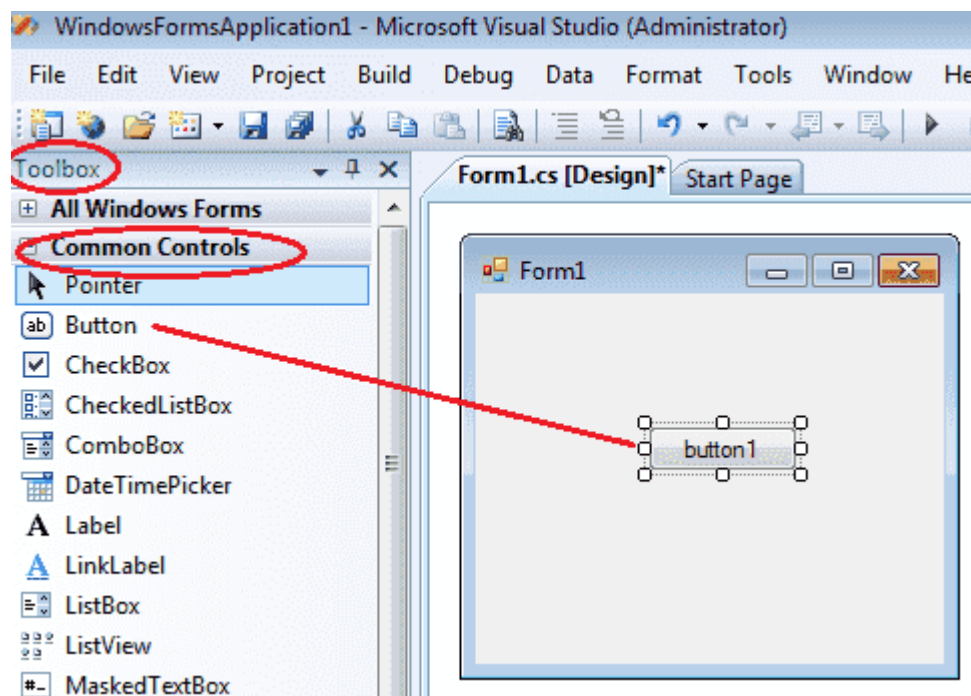 WindowsFormsApplication1 - Microsoft Visual Studio (Administrator)
File Edit View Project Build Debug Data Format Tools Window He
Toolbox
Form1.cs [Design]* Start Page
All Windows Forms
Common Controls
Pointer
ab Button
CheckBox
CheckedListBox
ComboBox
DateTimePicker
A Label
A LinkLabel
ListBox
ListView
#_ MaskedTextBox
Form1
button1